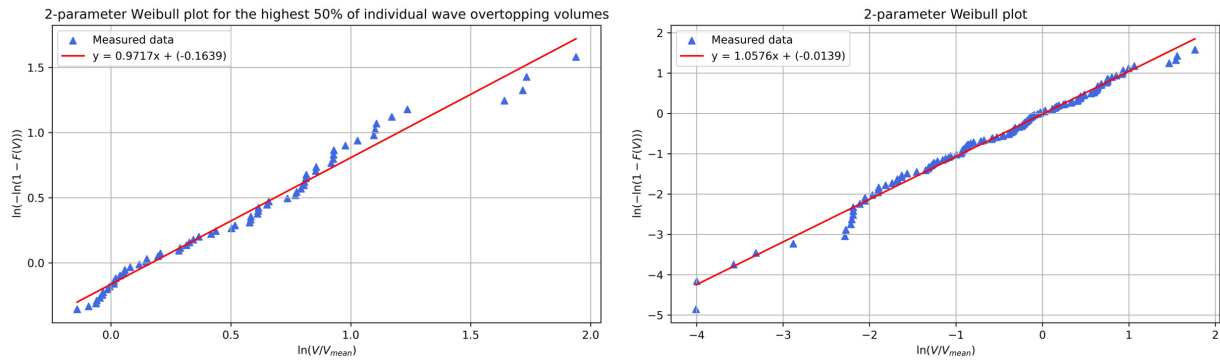 2-parameter Weibull plot for the highest 50% of individual wave overtopping volumes
Measured data
y = 0.9717x + (-0.1639)
1.5
1.0
0.5
0.0
ln(−ln(1 − F(V)))
0.0 0.5 1.0 1.5 2.0
ln(V/Vmean)
2-parameter Weibull plot
Measured data
y = 1.0576x + (-0.0139)
2
1
0
−1
−2
−3
−4
−5
ln(−ln(1 − F(V)))
−4 −3 −2 −1 0 1 2
ln(V/Vmean)